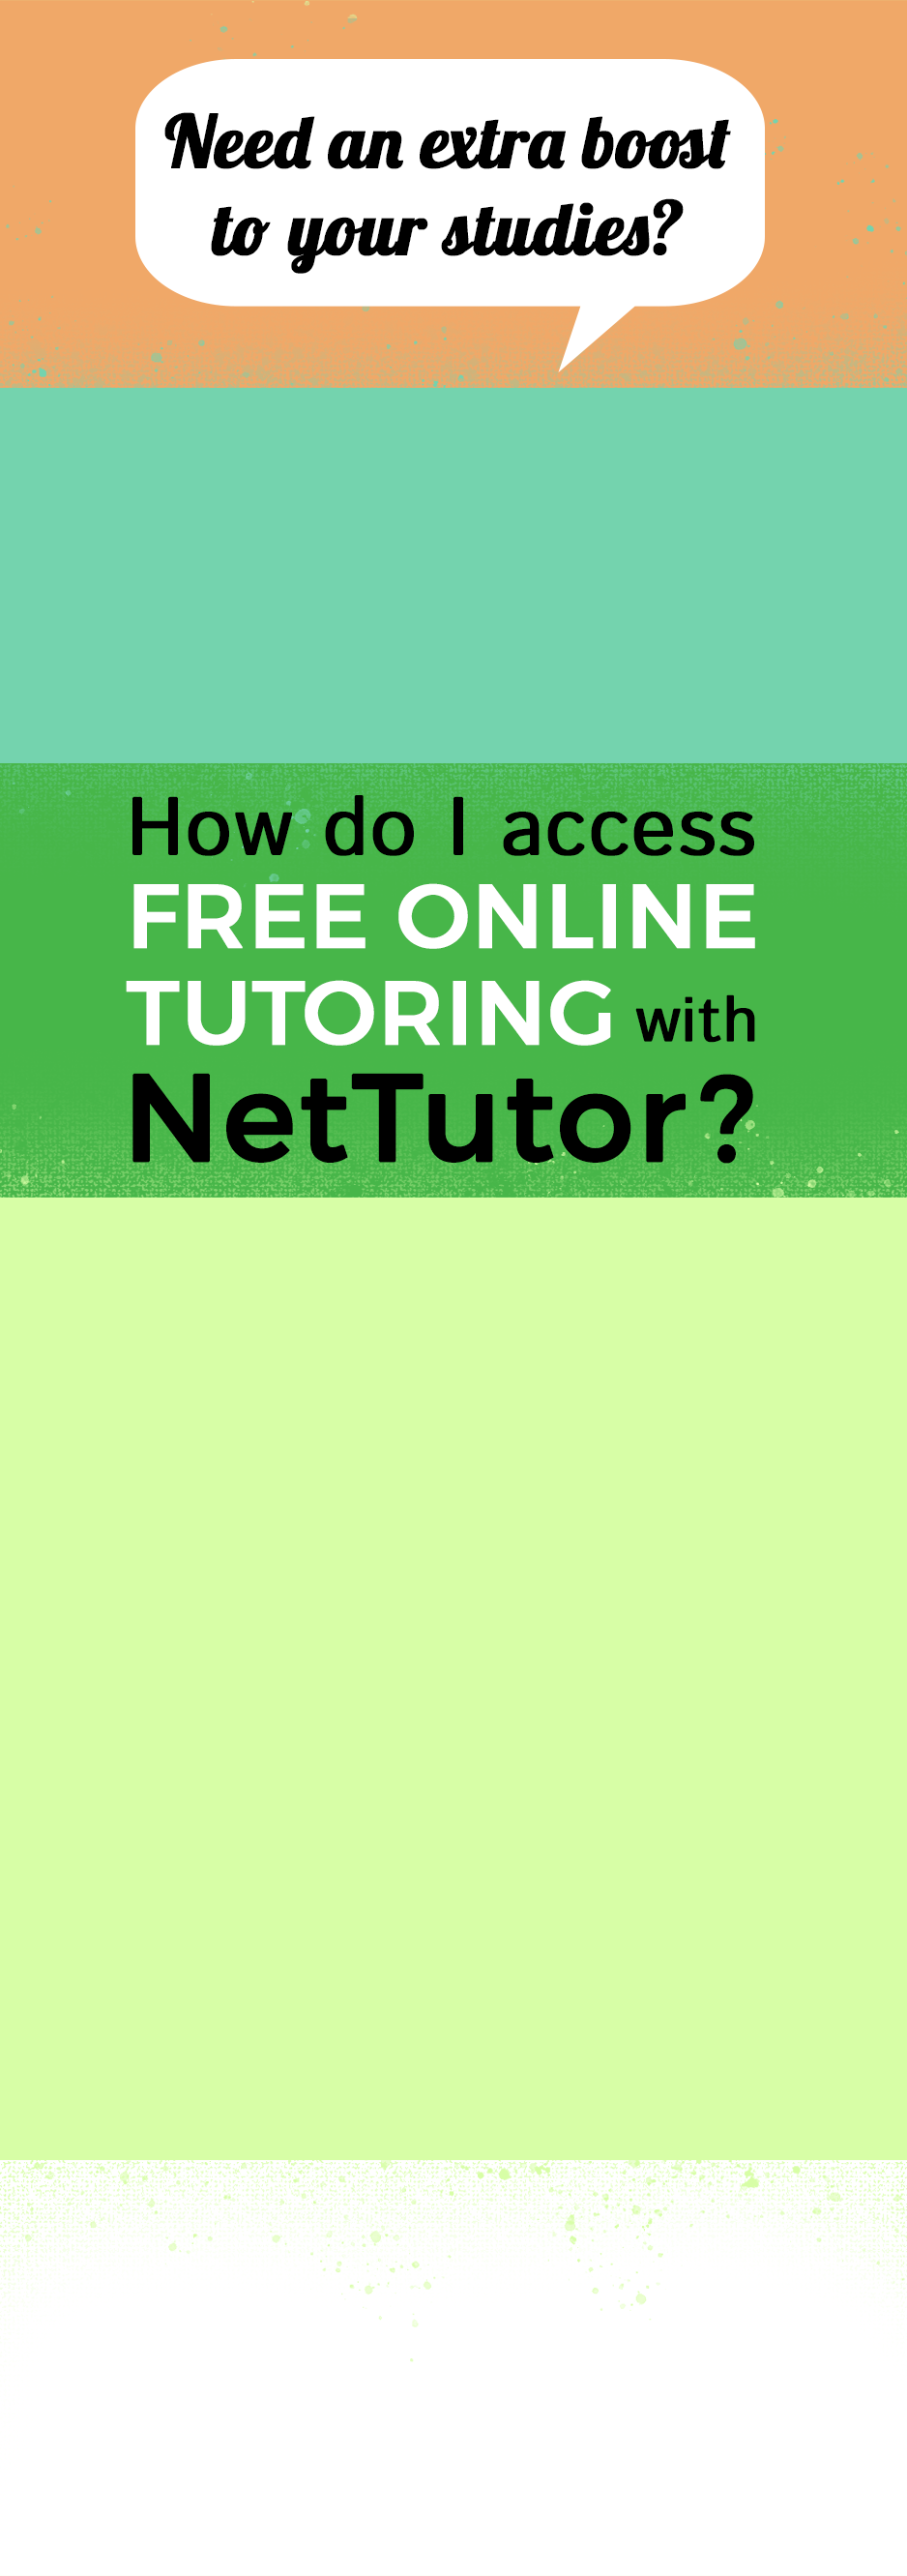 Need an extra boost
to your studies?
How do I access
FREE ONLINE
TUTORING with
NetTutor?